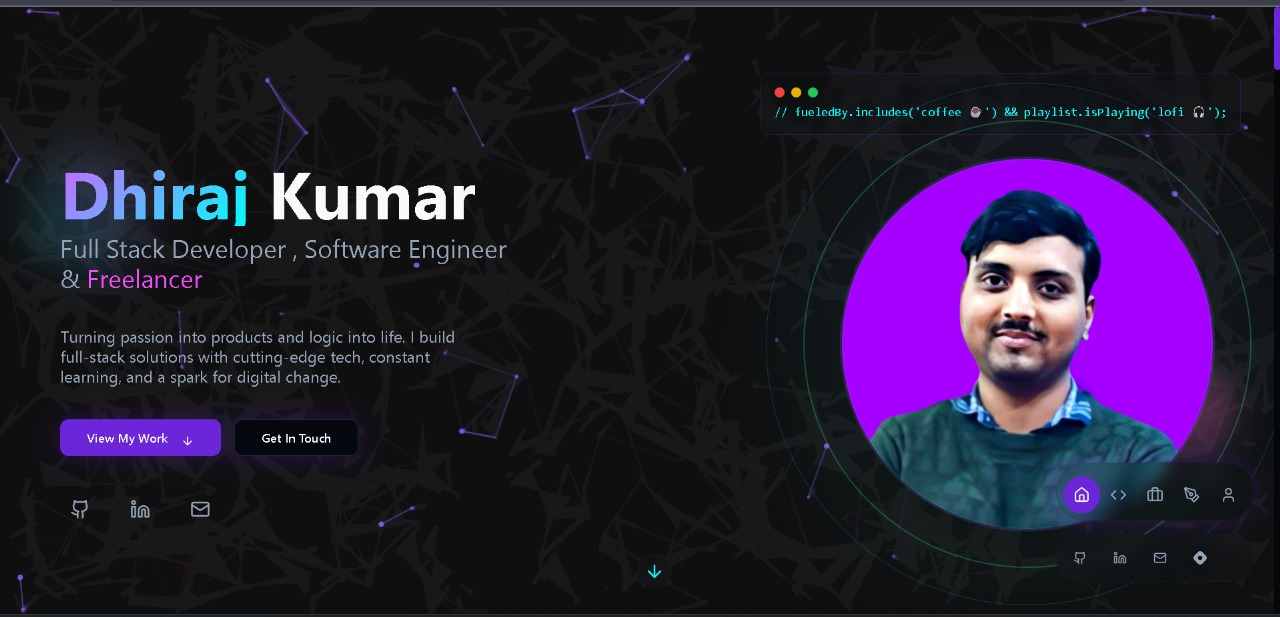 // fueledBy.includes('coffee ☕') && playlist.isPlaying('lofi 🎧');
Dhiraj Kumar
Full Stack Developer , Software Engineer
& Freelancer
Turning passion into products and logic into life. I build
full-stack solutions with cutting-edge tech, constant
learning, and a spark for digital change.
View My Work ↓
Get In Touch